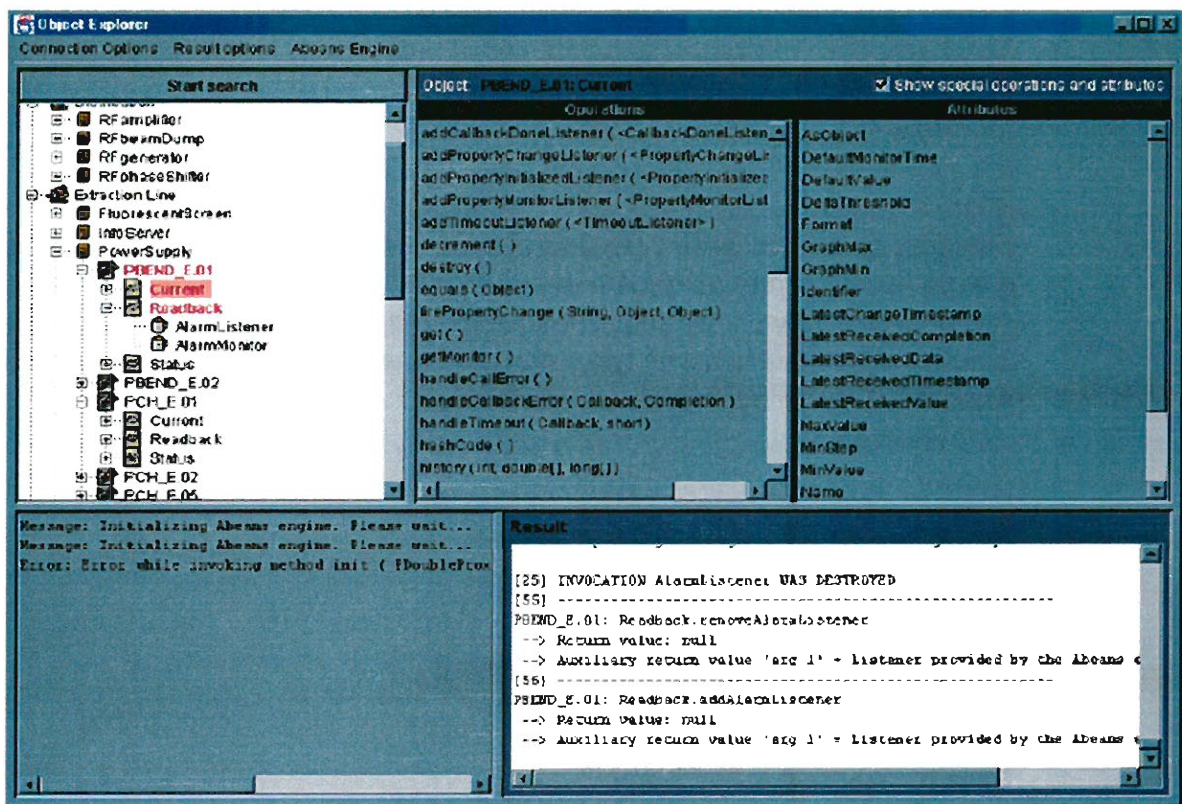 Object Explorer
Connection Options Result options Abeans Engine
Start search
RFamplifier
RFbeamDump
RFgenerator
RFphaseShifter
Extraction Line
FluorescentScreen
InfoServer
PowerSupply
PBEND_E.01
Current
Readback
AlarmListener
AlarmMonitor
Status
PBEND_E.02
PCH_E.01
Current
Readback
Status
PCH_E.02
PCH_E.05
Object: PBEND_E.01: Current
Show special operations and attributes
Operations
addCallbackDoneListener ( <CallbackDoneListen
addPropertyChangeListener ( <PropertyChangeLis
addPropertyInitializedListener ( <PropertyInitialized
addPropertyMonitorListener ( <PropertyMonitorList
addTimeoutListener ( <TimeoutListener> )
decrement ( )
destroy ( )
equals ( Object )
firePropertyChange ( String, Object, Object )
get ( )
getMonitor ( )
handleCallError ( )
handleCallbackError ( Callback, Completion )
handleTimeout ( Callback, short )
hashCode ( )
history ( int, double[], long[] )
Attributes
AsObject
DefaultMonitorTime
DefaultValue
DeltaThreshold
Format
GraphMax
GraphMin
Identifier
LatestChangeTimestamp
LatestReceivedCompletion
LatestReceivedData
LatestReceivedTimestamp
LatestReceivedValue
MaxValue
MinStep
MinValue
Name
Message: Initializing Abeans engine. Please wait...
Message: Initializing Abeans engine. Please wait...
Error: Error while invoking method init ( PDoubleProx
Result
[25] INVOCATION AlarmListener WAS DESTROYED
[55] ----------------------------------------------------
PBEND_E.01: Readback.removeAlarmListener
--> Return value: null
--> Auxiliary return value 'arg 1' = Listener provided by the Abeans e
[56] ----------------------------------------------------
PBEND_E.01: Readback.addAlarmListener
--> Return value: null
--> Auxiliary return value 'arg 1' = Listener provided by the Abeans e